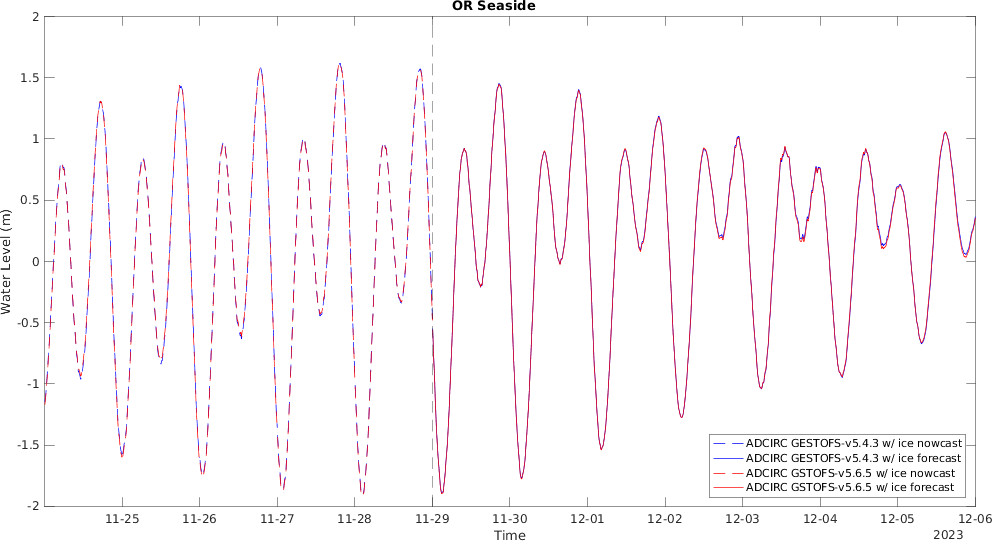 OR Seaside
2
1.5
1
0.5
0
-0.5
-1
-1.5
-2
Water Level (m)
11-25 11-26 11-27 11-28 11-29 11-30 12-01 12-02 12-03 12-04 12-05 12-06
Time
2023
ADCIRC GESTOFS-v5.4.3 w/ ice nowcast
ADCIRC GESTOFS-v5.4.3 w/ ice forecast
ADCIRC GSTOFS-v5.6.5 w/ ice nowcast
ADCIRC GSTOFS-v5.6.5 w/ ice forecast